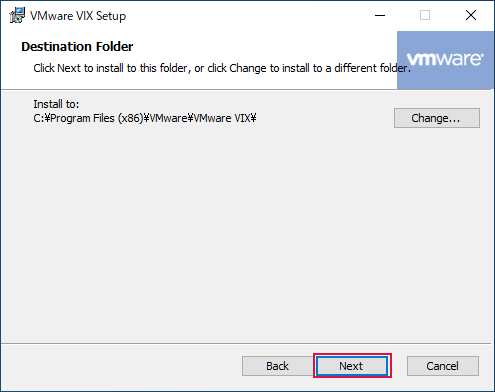 VMware VIX Setup
Destination Folder
Click Next to install to this folder, or click Change to install to a different folder.
vmware®
Install to:
C:¥Program Files (x86)¥VMware¥VMware VIX¥
Change...
Back
Next
Cancel